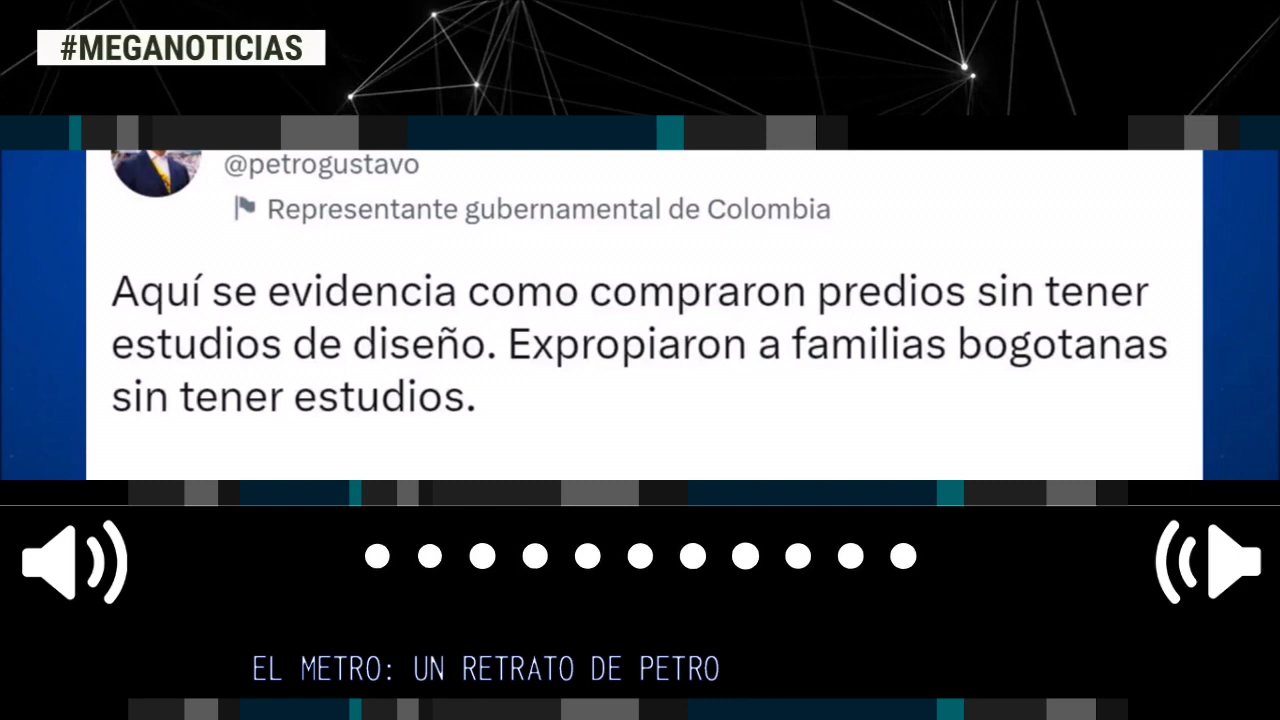 #MEGANOTICIAS
@petrogustavo
Representante gubernamental de Colombia
Aquí se evidencia como compraron predios sin tener
estudios de diseño. Expropiaron a familias bogotanas
sin tener estudios.
EL METRO: UN RETRATO DE PETRO